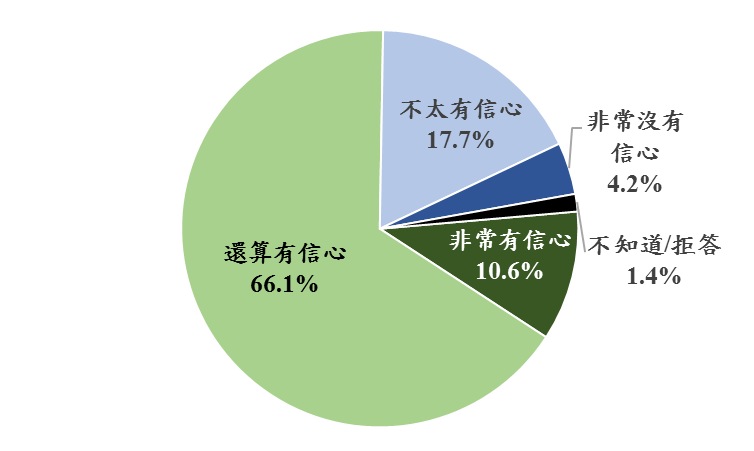 不太有信心
17.7%
非常沒有
信心
4.2%
非常有信心
10.6%
不知道/拒答
1.4%
還算有信心
66.1%